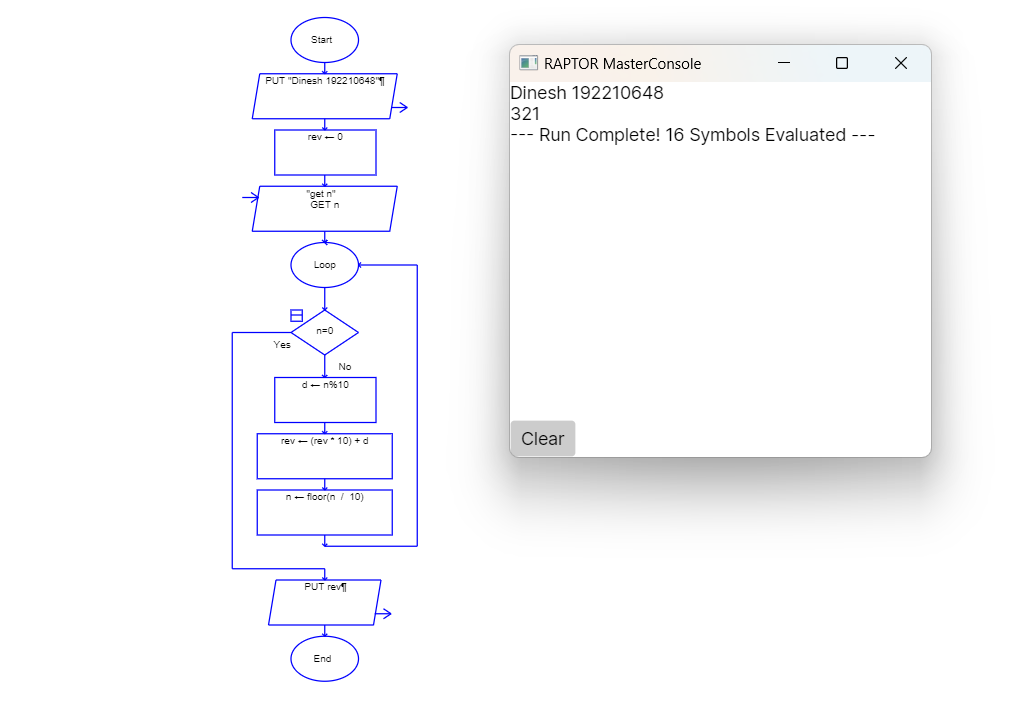 Start
PUT "Dinesh 192210648"¶
rev ← 0
"get n"
GET n
Loop
n=0
Yes
No
d ← n%10
rev ← (rev * 10) + d
n ← floor(n / 10)
PUT rev¶
End
RAPTOR MasterConsole
Dinesh 192210648
321
--- Run Complete! 16 Symbols Evaluated ---
Clear